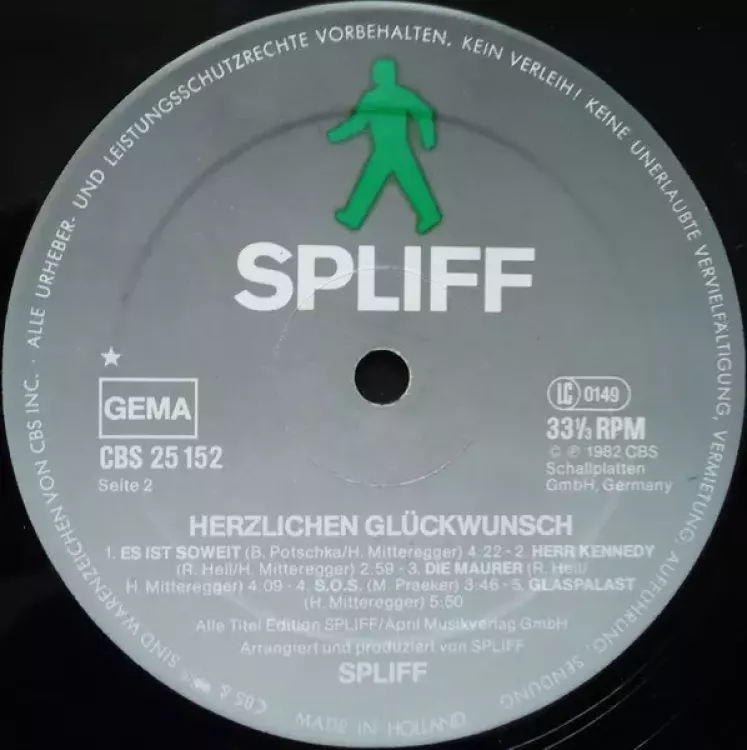 ALLE URHEBER- UND LEISTUNGSSCHUTZRECHTE VORBEHALTEN, KEIN VERLEIH! KEINE UNERLAUBTE VERVIELFÄLTIGUNG, VERMIETUNG, AUFFÜHRUNG, SENDUNG
SPLIFF
GEMA
LC 0149
CBS 25 152
33⅓ RPM
Seite 2
© ℗ 1982 CBS
Schallplatten
GmbH, Germany
HERZLICHEN GLÜCKWUNSCH
1. ES IST SOWEIT (B. Potschka/H. Mitteregger) 4:22 - 2. HERR KENNEDY
(R. Heil/H. Mitteregger) 2:59 - 3. DIE MAURER (R. Heil/
H. Mitteregger) 4:09 - 4. S.O.S. (M. Praeker) 3:46 - 5. GLASPALAST
(H. Mitteregger) 5:50
Alle Titel Edition SPLIFF/April Musikverlag GmbH
Arrangiert und produziert von SPLIFF
SPLIFF
CBS & SIND WARENZEICHEN VON CBS INC. ·
MADE IN HOLLAND